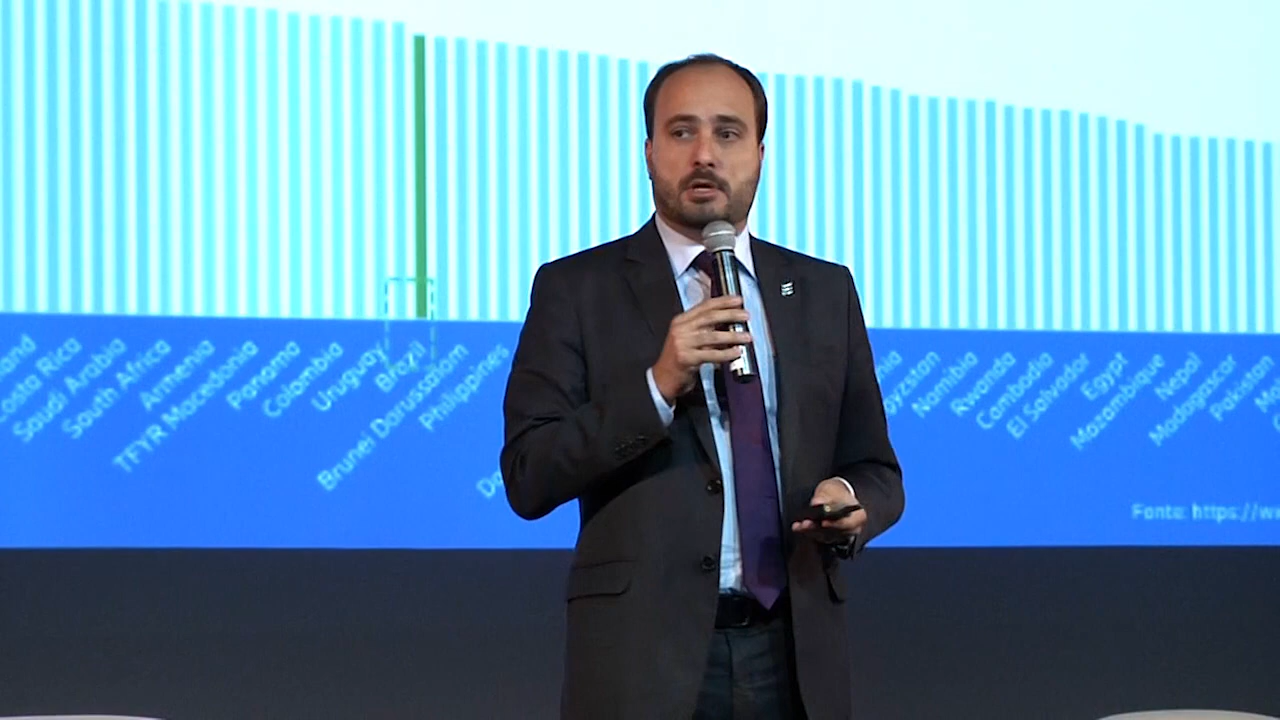 Costa Rica
Saudi Arabia
South Africa
Armenia
TFYR Macedonia
Panama
Colombia
Uruguay
Brazil
Brunei Darussalam
Philippines
Namibia
Rwanda
Cambodia
El Salvador
Egypt
Mozambique
Nepal
Madagascar
Pakistan
Fonte: https://w